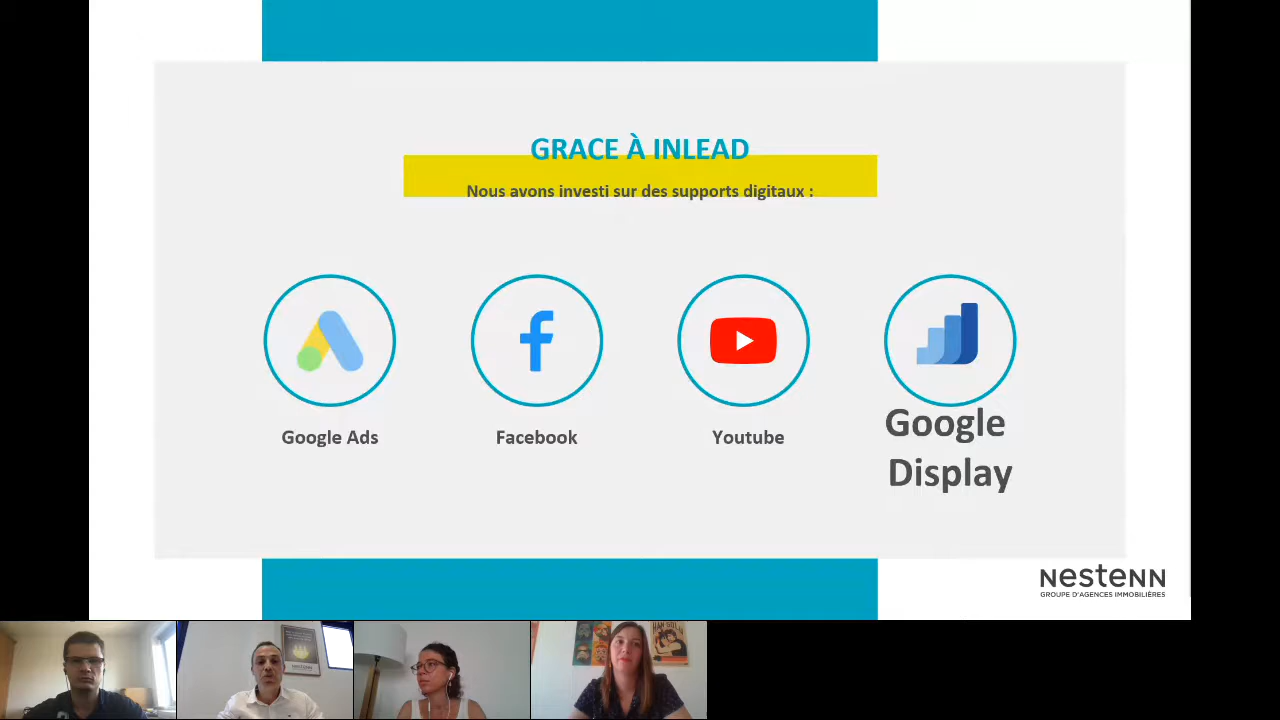 GRACE À INLEAD
Nous avons investi sur des supports digitaux :
Google Ads
Facebook
Youtube
Google
Display
nestenn
GROUPE D'AGENCES IMMOBILIÈRES
NESTENN